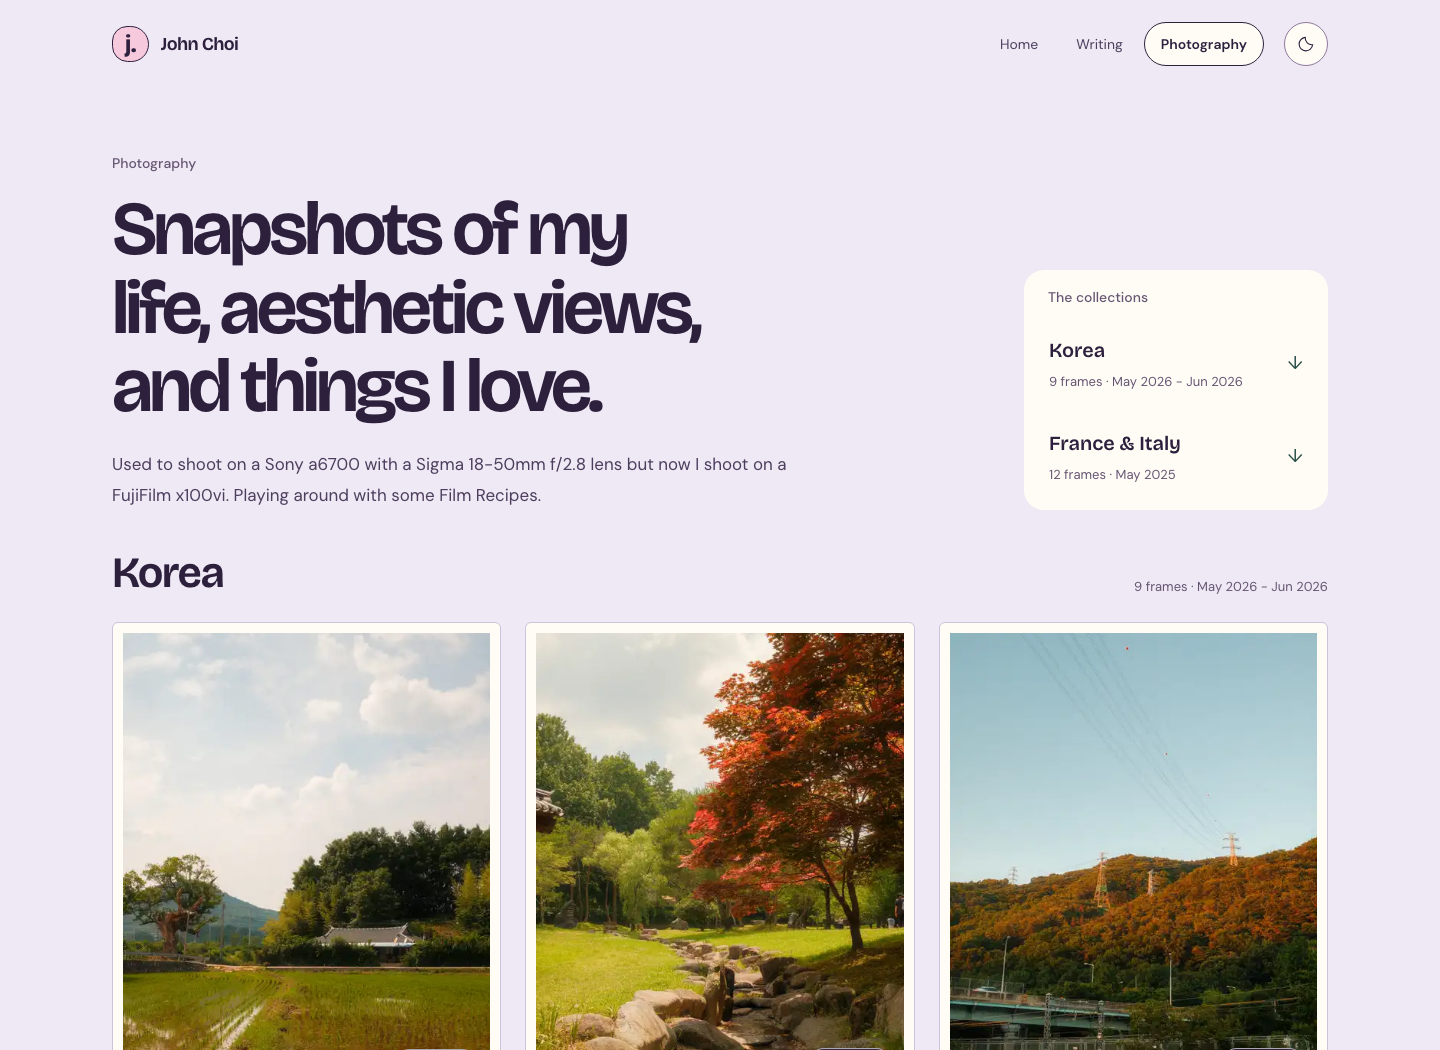 j. John Choi
Home
Writing
Photography
Photography
Snapshots of my
life, aesthetic views,
and things I love.
Used to shoot on a Sony a6700 with a Sigma 18-50mm f/2.8 lens but now I shoot on a
FujiFilm x100vi. Playing around with some Film Recipes.
The collections
Korea
9 frames · May 2026 - Jun 2026
France & Italy
12 frames · May 2025
Korea
9 frames · May 2026 - Jun 2026